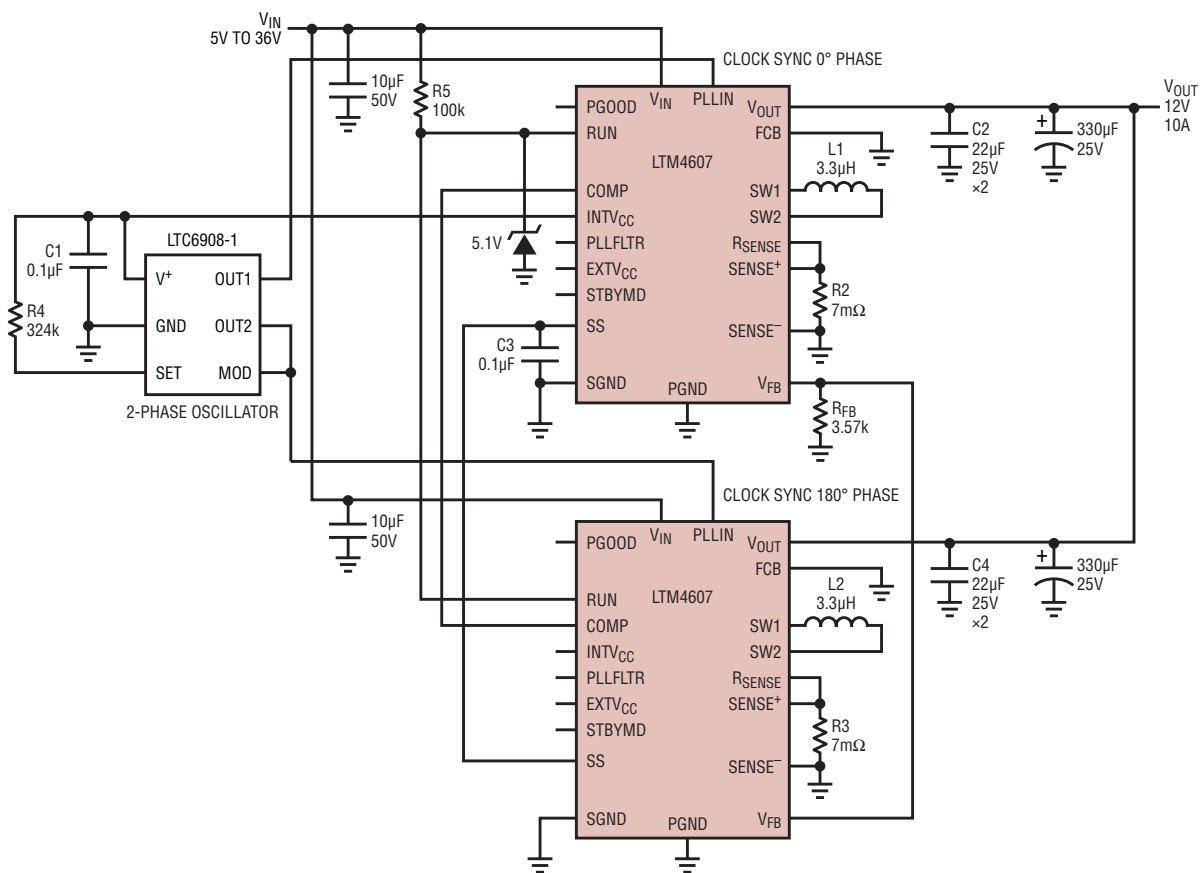 VIN
5V TO 36V
10µF
50V
R5
100k
CLOCK SYNC 0° PHASE
VIN PLLIN
PGOOD
RUN
COMP
INTVCC
PLLFLTR
EXTVCC
STBYMD
SS
SGND
PGND
LTM4607
VOUT
FCB
SW1
SW2
RSENSE
SENSE+
SENSE−
VFB
L1
3.3µH
R2
7mΩ
RFB
3.57k
+
C2
22µF
25V
×2
330µF
25V
VOUT
12V
10A
5.1V
C3
0.1µF
C1
0.1µF
R4
324k
LTC6908-1
V+ OUT1
GND OUT2
SET MOD
2-PHASE OSCILLATOR
10µF
50V
CLOCK SYNC 180° PHASE
VIN PLLIN
PGOOD
RUN
COMP
INTVCC
PLLFLTR
EXTVCC
STBYMD
SS
SGND
PGND
LTM4607
VOUT
FCB
SW1
SW2
RSENSE
SENSE+
SENSE−
VFB
L2
3.3µH
R3
7mΩ
+
C4
22µF
25V
×2
330µF
25V